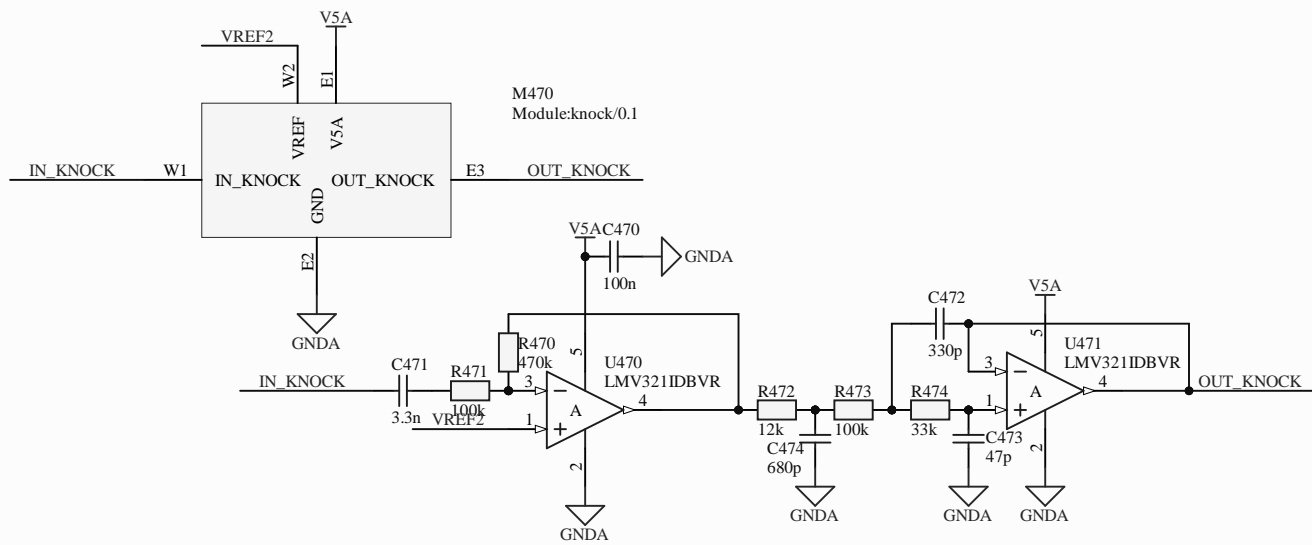 V5A
VREF2
W2
E1
M470
Module:knock/0.1
VREF
V5A
IN_KNOCK
W1
IN_KNOCK
OUT_KNOCK
E3
OUT_KNOCK
GND
E2
GNDA
V5A
C470
100n
GNDA
R470
470k
5
U470
LMV321IDBVR
C471
R471
IN_KNOCK
3.3n
100k
3
A
4
VREF2
1
2
GNDA
R472
12k
R473
100k
R474
33k
C474
680p
GNDA
C473
47p
GNDA
C472
330p
V5A
5
U471
LMV321IDBVR
3
A
4
1
OUT_KNOCK
2
GNDA